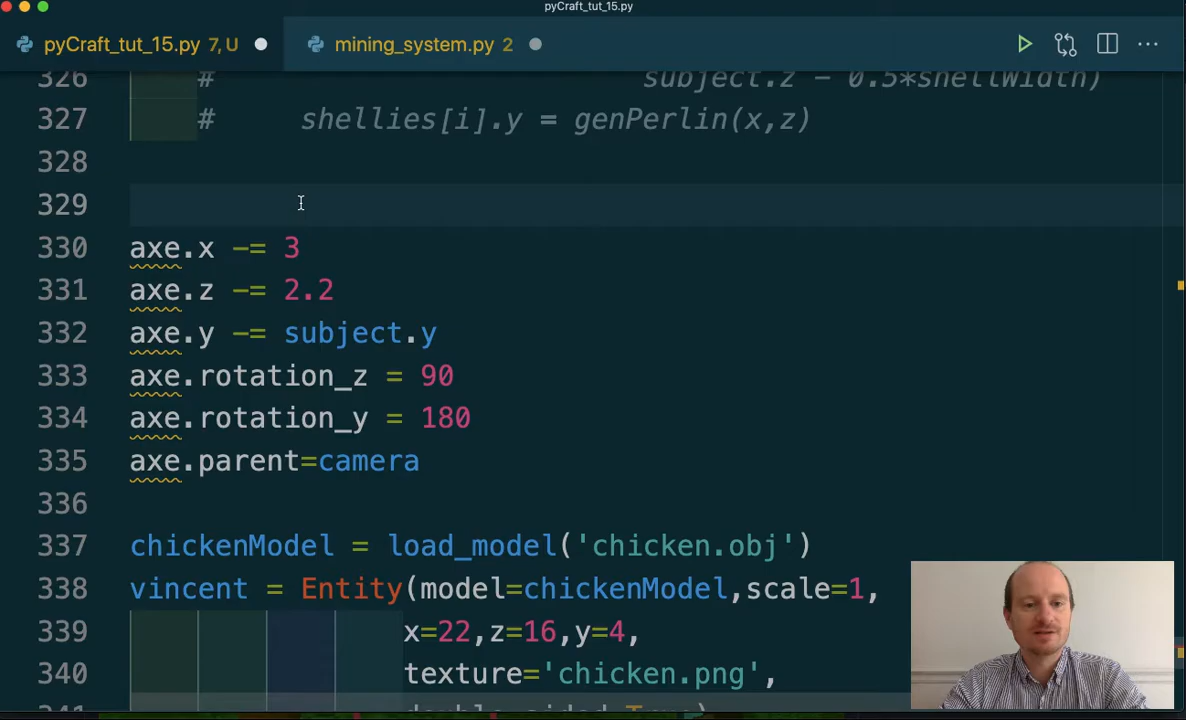 pyCraft_tut_15.py
pyCraft_tut_15.py 7, U
mining_system.py 2
326 # subject.z - 0.5*shellWidth)
327 # shellies[i].y = genPerlin(x,z)
328
329
330 axe.x -= 3
331 axe.z -= 2.2
332 axe.y -= subject.y
333 axe.rotation_z = 90
334 axe.rotation_y = 180
335 axe.parent=camera
336
337 chickenModel = load_model('chicken.obj')
338 vincent = Entity(model=chickenModel,scale=1,
339 x=22,z=16,y=4,
340 texture='chicken.png',
341 double_sided=True)